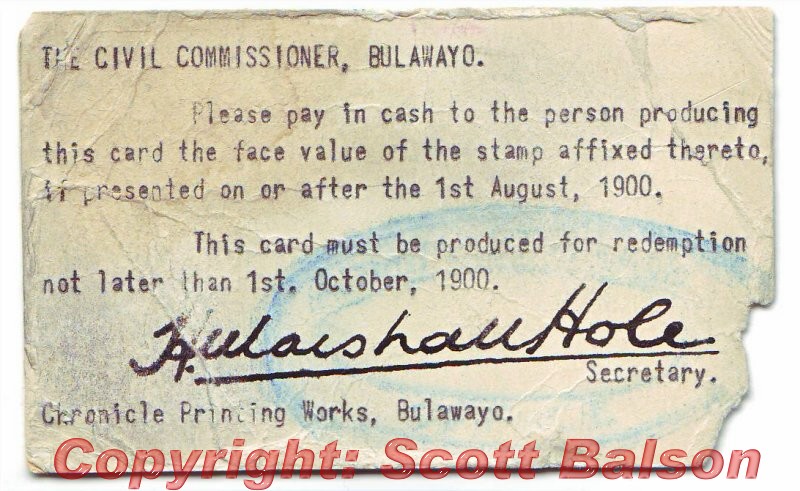 THE CIVIL COMMISSIONER, BULAWAYO.
Please pay in cash to the person producing
this card the face value of the stamp affixed thereto,
if presented on or after the 1st August, 1900.
This card must be produced for redemption
not later than 1st. October, 1900.
H. Marshall Hole
Secretary.
Chronicle Printing Works, Bulawayo.
Copyright: Scott Balson